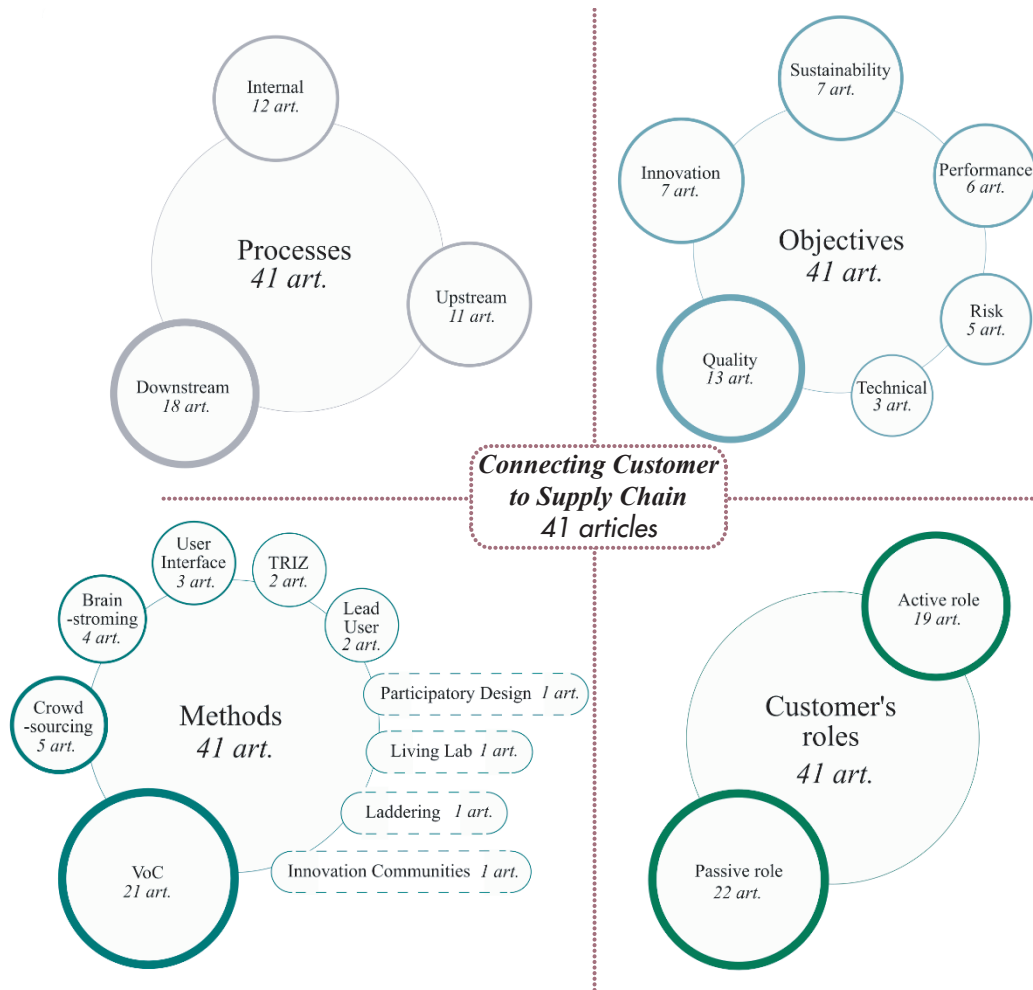 Internal
12 art.
Processes
41 art.
Upstream
11 art.
Downstream
18 art.
Sustainability
7 art.
Innovation
7 art.
Performance
6 art.
Objectives
41 art.
Risk
5 art.
Quality
13 art.
Technical
3 art.
Connecting Customer
to Supply Chain
41 articles
User
Interface
3 art.
TRIZ
2 art.
Brain
-stroming
4 art.
Lead
User
2 art.
Crowd
-sourcing
5 art.
Methods
41 art.
Participatory Design 1 art.
Living Lab 1 art.
Laddering 1 art.
Innovation Communities 1 art.
VoC
21 art.
Active role
19 art.
Customer's
roles
41 art.
Passive role
22 art.